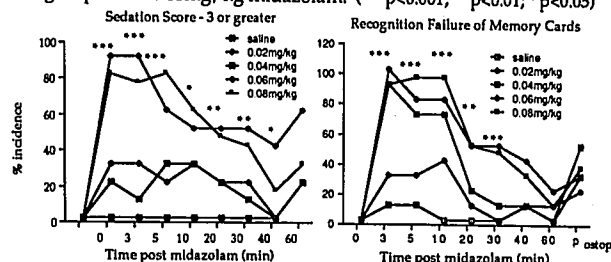 p<0.001, p<0.01; p<0.05)
Sedation Score - 3 or greater
% incidence
100
80
60
40
20
0
***
***
***
*
**
**
*
saline
0.02mg/kg
0.04mg/kg
0.06mg/kg
0.08mg/kg
0 3 4 5 10 20 30 40 60
Time post midazolam (min)
Recognition Failure of Memory Cards
120
100
80
60
40
20
0
***
***
***
**
***
saline
0.02mg/kg
0.04mg/kg
0.06mg/kg
0.08mg/kg
0 3 5 10 20 30 40 60 P ostop
Time post midazolam (min)